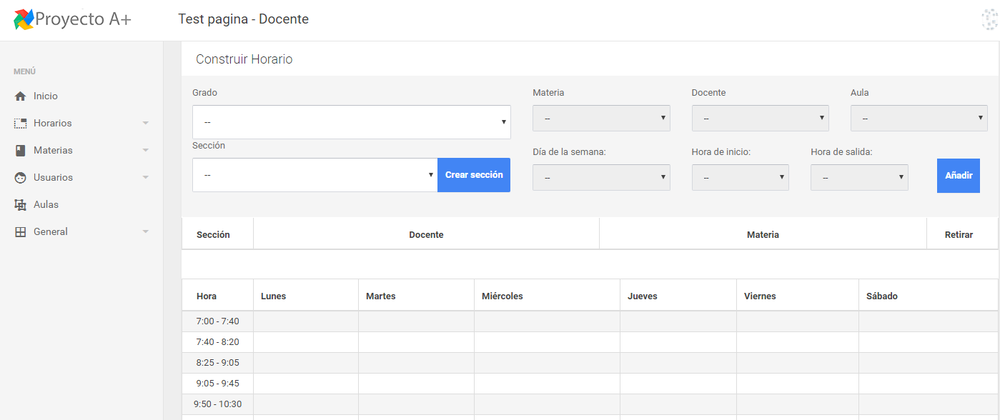 Proyecto A+
Test pagina - Docente
MENÚ
Inicio
Horarios
Materias
Usuarios
Aulas
General
Construir Horario
Grado
--
Sección
--
Crear sección
Materia
--
Docente
--
Aula
--
Día de la semana:
--
Hora de inicio:
--
Hora de salida:
--
Añadir
Sección Docente Materia Retirar
Hora Lunes Martes Miércoles Jueves Viernes Sábado
7:00 - 7:40
7:40 - 8:20
8:25 - 9:05
9:05 - 9:45
9:50 - 10:30